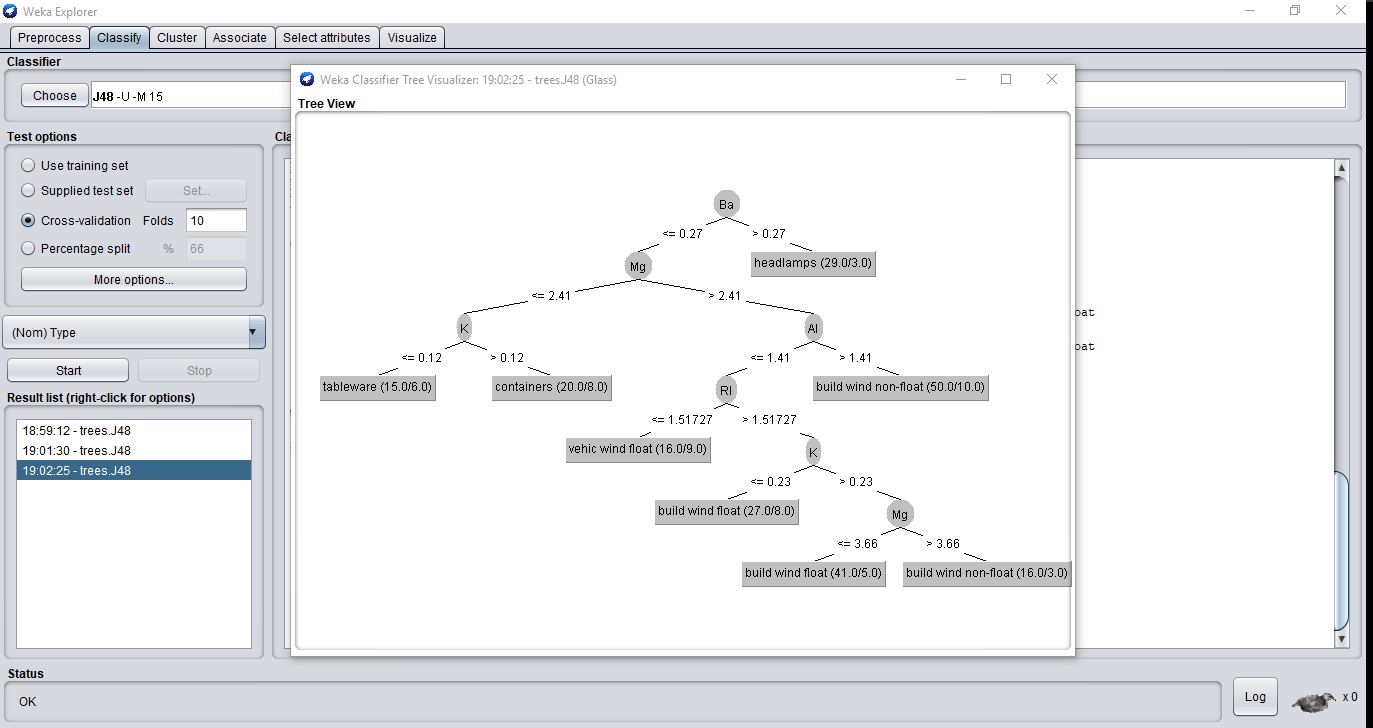 Weka Explorer
Preprocess Classify Cluster Associate Select attributes Visualize
Classifier
Choose J48 -U -M 15
Test options
Use training set
Supplied test set Set...
Cross-validation Folds 10
Percentage split % 66
More options...
(Nom) Type
Start Stop
Result list (right-click for options)
18:59:12 - trees.J48
19:01:30 - trees.J48
19:02:25 - trees.J48
Cla
oat
oat
Weka Classifier Tree Visualizer: 19:02:25 - trees.J48 (Glass)
Tree View
Ba
<= 0.27 > 0.27
Mg headlamps (29.0/3.0)
<= 2.41 > 2.41
K Al
<= 0.12 > 0.12 <= 1.41 > 1.41
tableware (15.0/6.0) containers (20.0/8.0) RI build wind non-float (50.0/10.0)
<= 1.51727 > 1.51727
vehic wind float (16.0/9.0) K
<= 0.23 > 0.23
build wind float (27.0/8.0) Mg
<= 3.66 > 3.66
build wind float (41.0/5.0) build wind non-float (16.0/3.0)
Status
OK
Log x 0